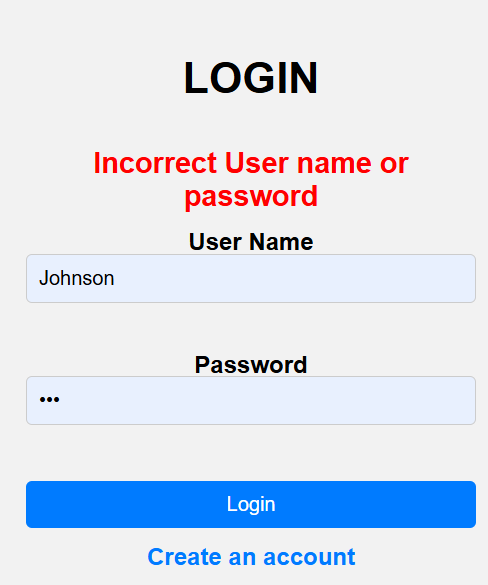 LOGIN
Incorrect User name or
password
User Name
Johnson
Password
•••
Login
Create an account